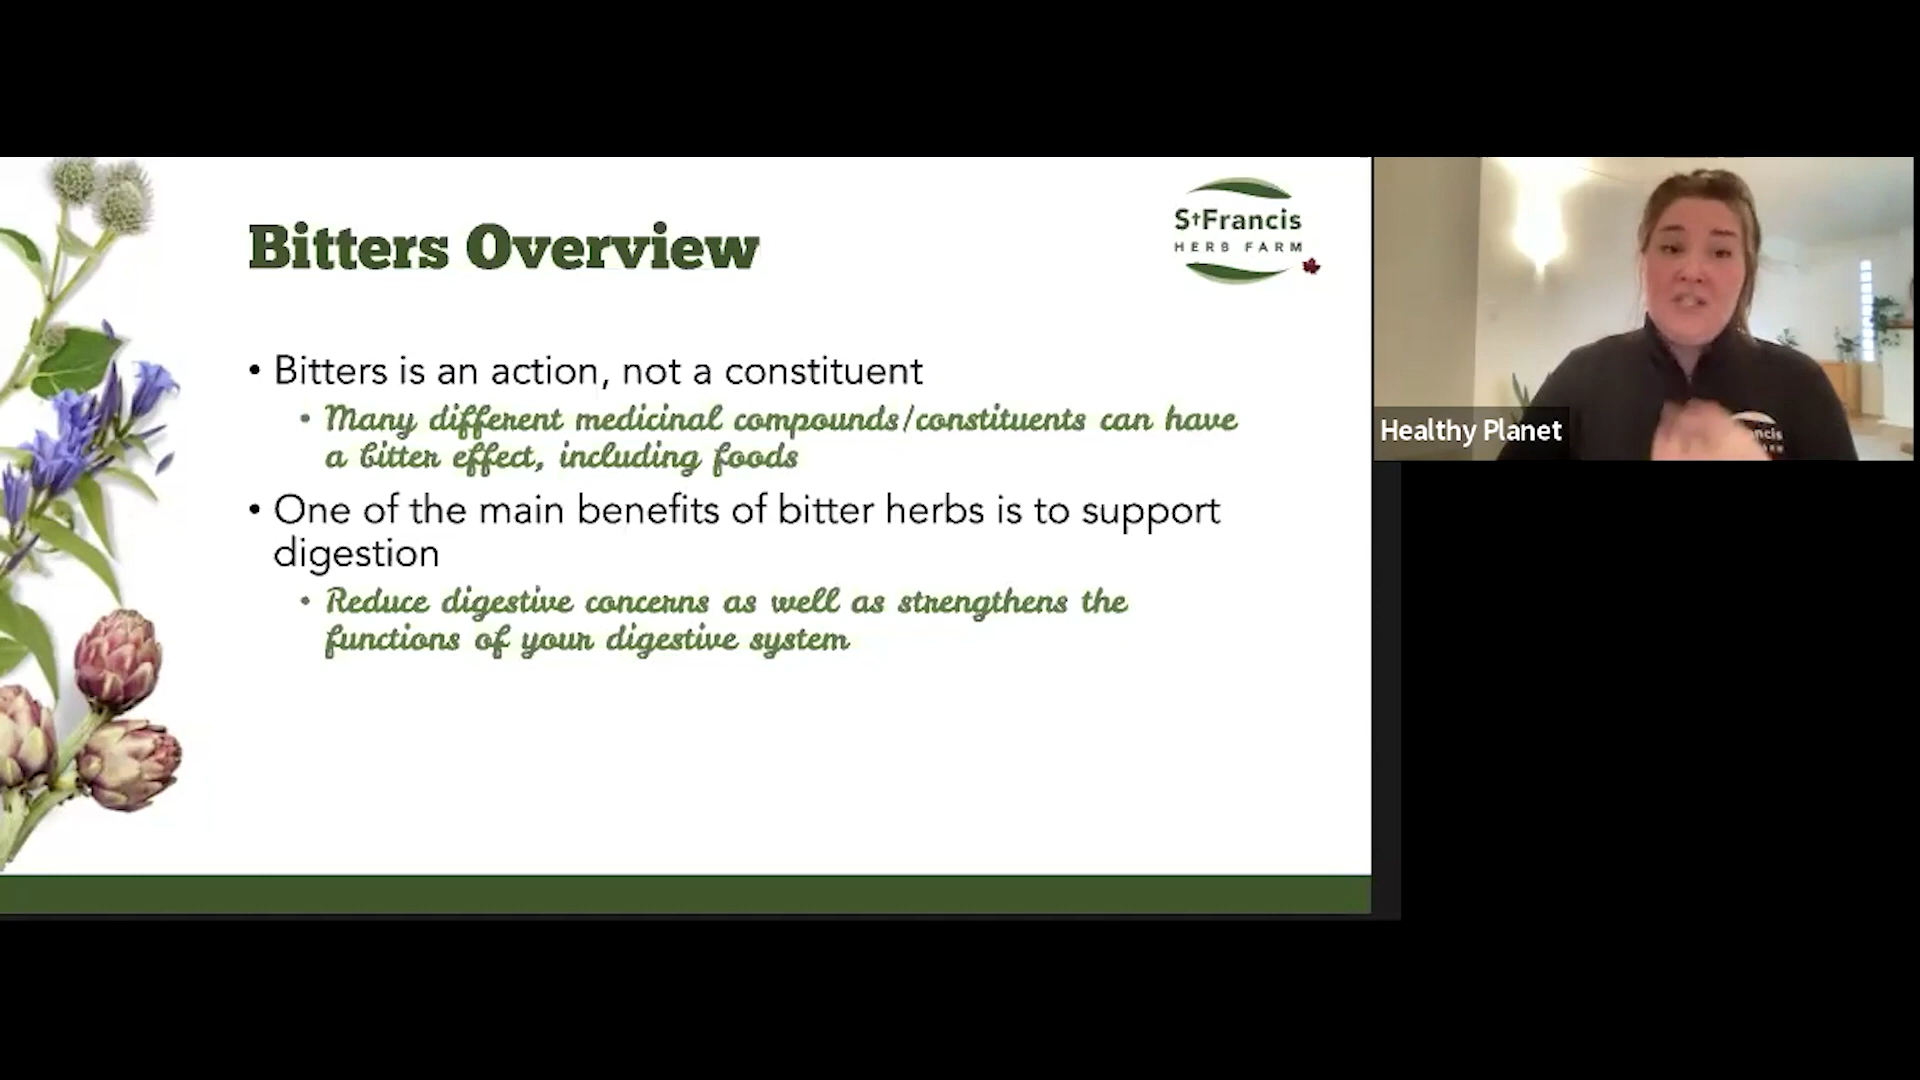 Bitters Overview
StFrancis
HERB FARM
• Bitters is an action, not a constituent
• Many different medicinal compounds/constituents can have
a bitter effect, including foods
• One of the main benefits of bitter herbs is to support
digestion
• Reduce digestive concerns as well as strengthens the
functions of your digestive system
Healthy Planet